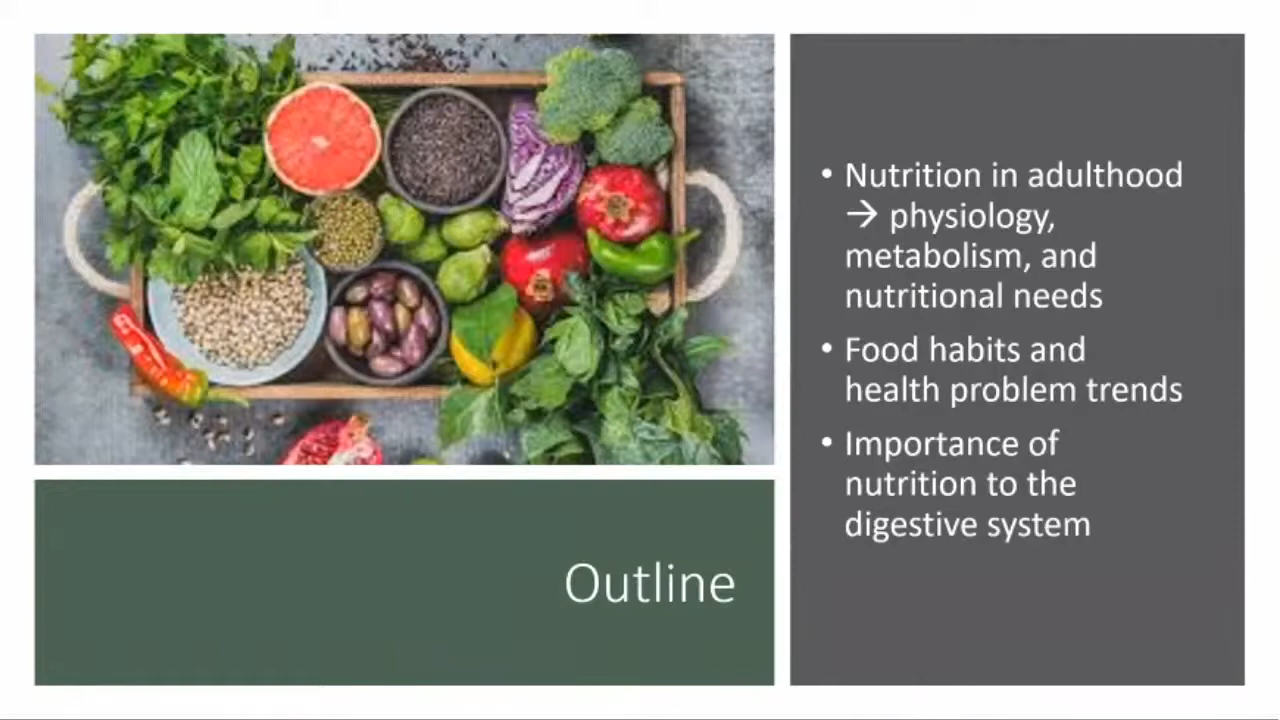 Outline
• Nutrition in adulthood
→ physiology,
metabolism, and
nutritional needs
• Food habits and
health problem trends
• Importance of
nutrition to the
digestive system